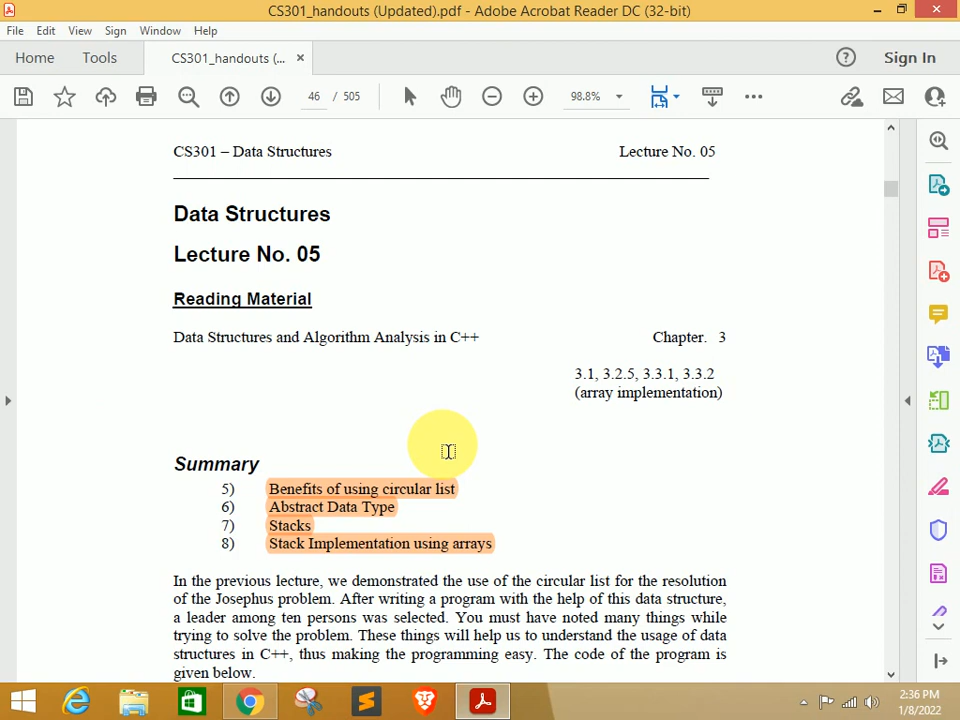 CS301_handouts (Updated).pdf - Adobe Acrobat Reader DC (32-bit)
File Edit View Sign Window Help
Home Tools CS301_handouts (... × Sign In
46 / 505 98.8%
CS301 – Data Structures Lecture No. 05
Data Structures
Lecture No. 05
Reading Material
Data Structures and Algorithm Analysis in C++ Chapter. 3
3.1, 3.2.5, 3.3.1, 3.3.2
(array implementation)
Summary
5) Benefits of using circular list
6) Abstract Data Type
7) Stacks
8) Stack Implementation using arrays
In the previous lecture, we demonstrated the use of the circular list for the resolution
of the Josephus problem. After writing a program with the help of this data structure,
a leader among ten persons was selected. You must have noted many things while
trying to solve the problem. These things will help us to understand the usage of data
structures in C++, thus making the programming easy. The code of the program is
given below.
2:36 PM
1/8/2022